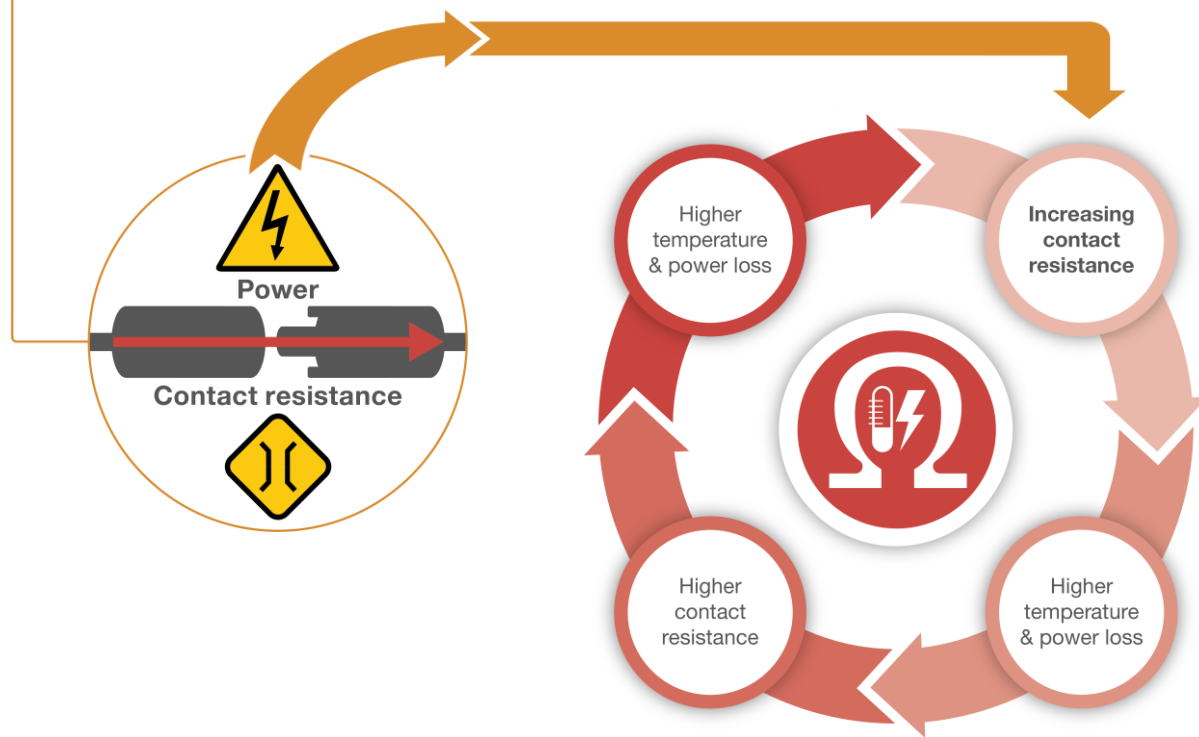 Power
Contact resistance
Higher
temperature
& power loss
Increasing
contact
resistance
Higher
contact
resistance
Higher
temperature
& power loss
Ω